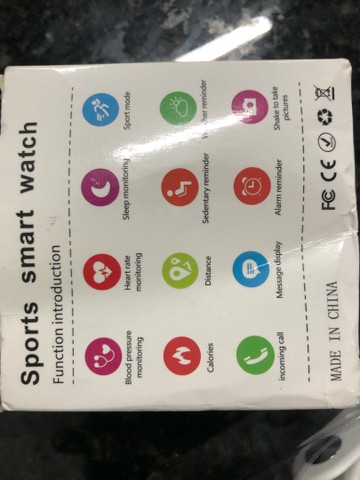 Sports smart watch
Function introduction
Blood pressure
monitoring
Heart rate
monitoring
Sleep monitoring
Sport mode
Calories
Distance
Sedentary reminder
Weather reminder
incoming call
Message display
Alarm reminder
Shake to take
pictures
MADE IN CHINA
FC CE